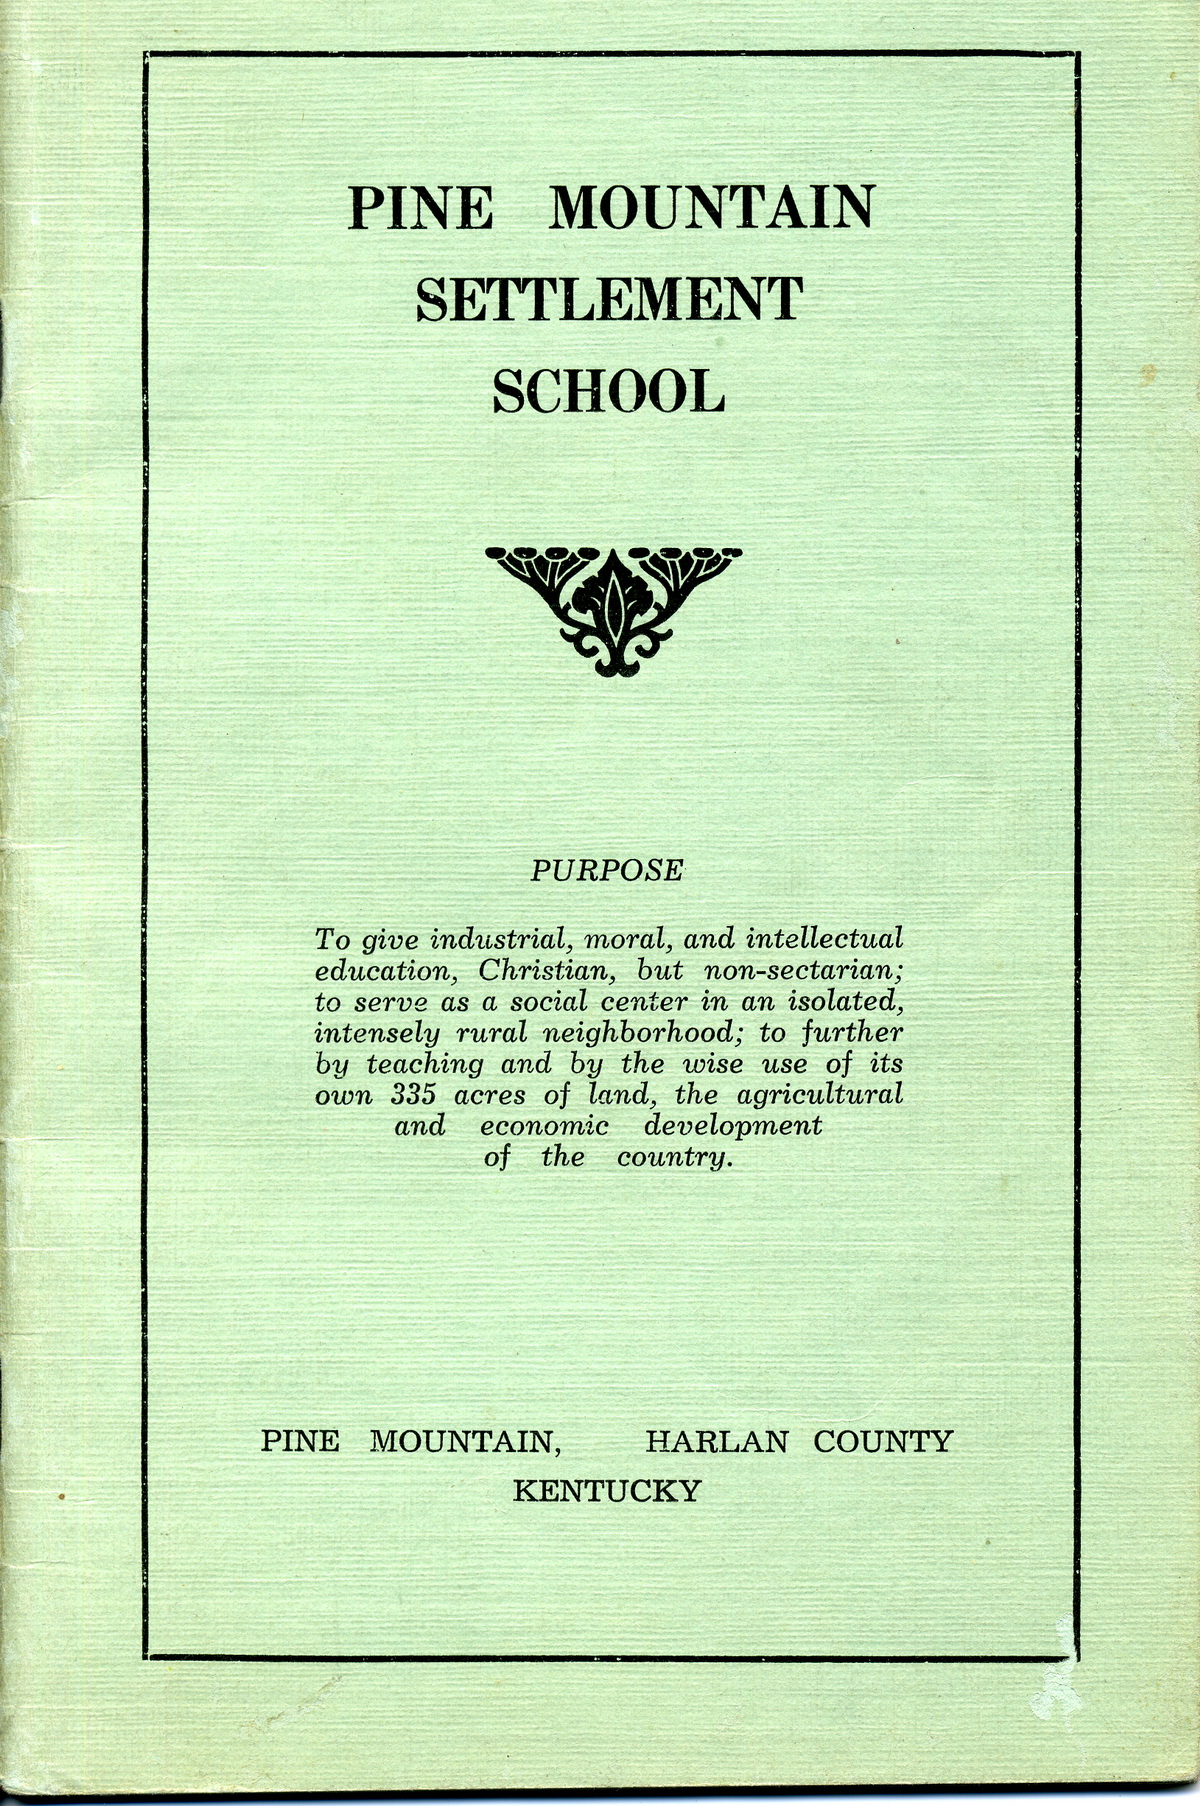 PINE MOUNTAIN
SETTLEMENT
SCHOOL
PURPOSE
To give industrial, moral, and intellectual
education, Christian, but non-sectarian;
to serve as a social center in an isolated,
intensely rural neighborhood; to further
by teaching and by the wise use of its
own 335 acres of land, the agricultural
and economic development
of the country.
PINE MOUNTAIN, HARLAN COUNTY
KENTUCKY